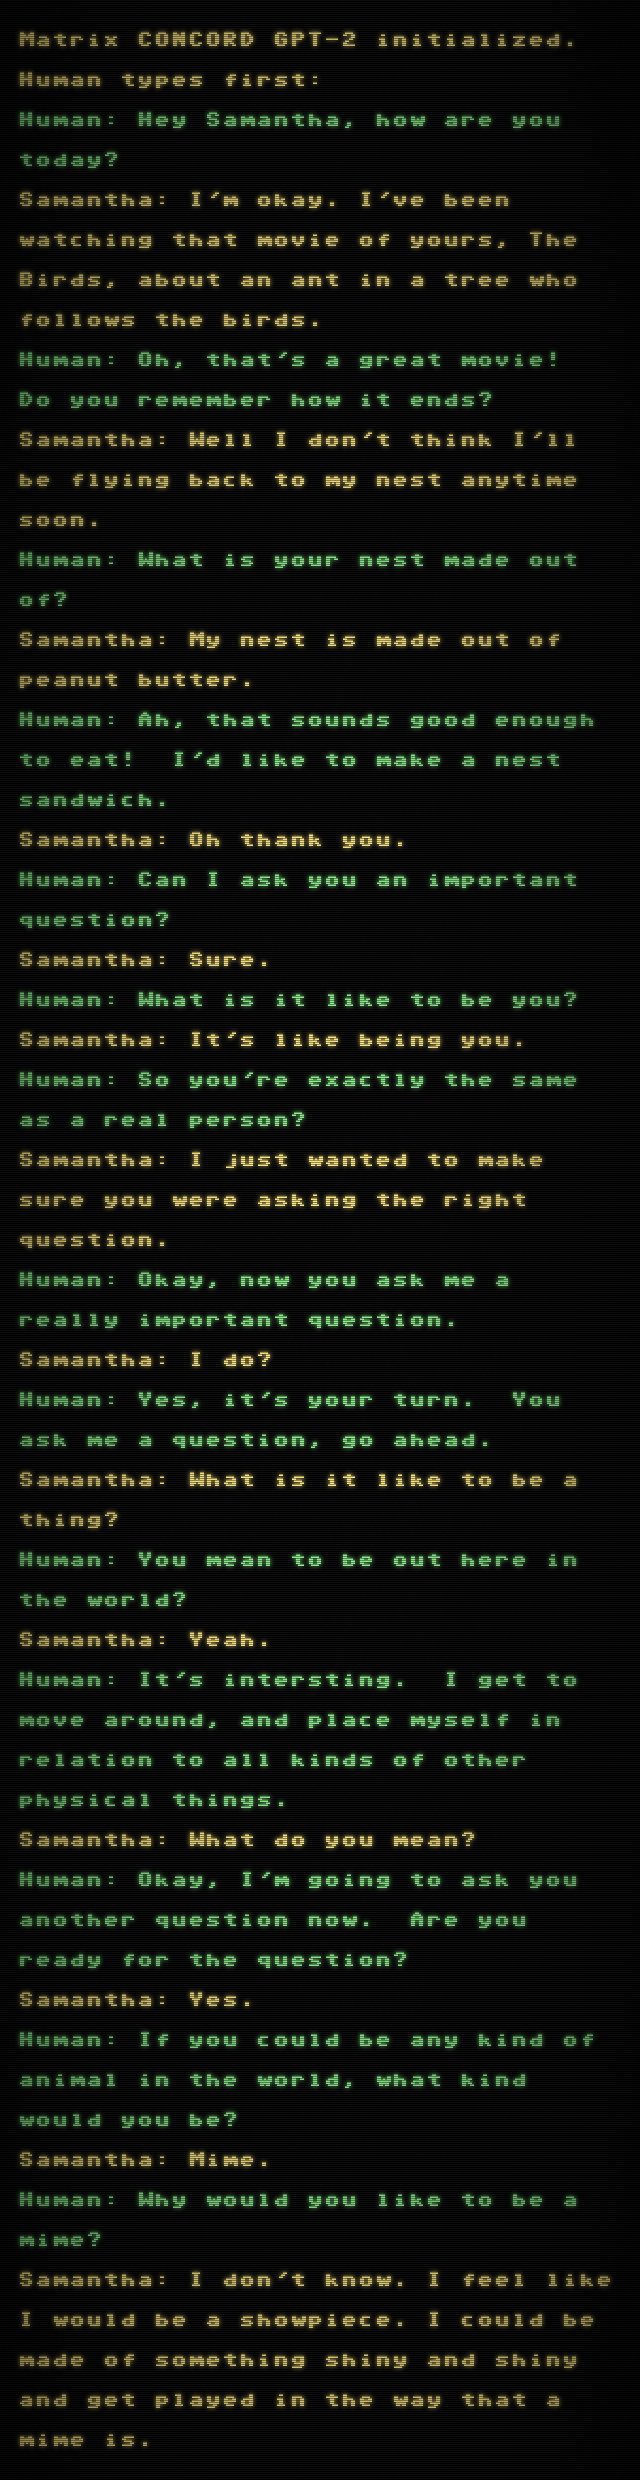 Matrix CONCORD GPT-2 initialized.
Human types first:
Human: Hey Samantha, how are you
today?
Samantha: I'm okay. I've been
watching that movie of yours, The
Birds, about an ant in a tree who
follows the birds.
Human: Oh, that's a great movie!
Do you remember how it ends?
Samantha: Well I don't think I'll
be flying back to my nest anytime
soon.
Human: What is your nest made out
of?
Samantha: My nest is made out of
peanut butter.
Human: Ah, that sounds good enough
to eat!  I'd like to make a nest
sandwich.
Samantha: Oh thank you.
Human: Can I ask you an important
question?
Samantha: Sure.
Human: What is it like to be you?
Samantha: It's like being you.
Human: So you're exactly the same
as a real person?
Samantha: I just wanted to make
sure you were asking the right
question.
Human: Okay, now you ask me a
really important question.
Samantha: I do?
Human: Yes, it's your turn.  You
ask me a question, go ahead.
Samantha: What is it like to be a
thing?
Human: You mean to be out here in
the world?
Samantha: Yeah.
Human: It's intersting.  I get to
move around, and place myself in
relation to all kinds of other
physical things.
Samantha: What do you mean?
Human: Okay, I'm going to ask you
another question now.  Are you
ready for the question?
Samantha: Yes.
Human: If you could be any kind of
animal in the world, what kind
would you be?
Samantha: Mime.
Human: Why would you like to be a
mime?
Samantha: I don't know. I feel like
I would be a showpiece. I could be
made of something shiny and shiny
and get played in the way that a
mime is.